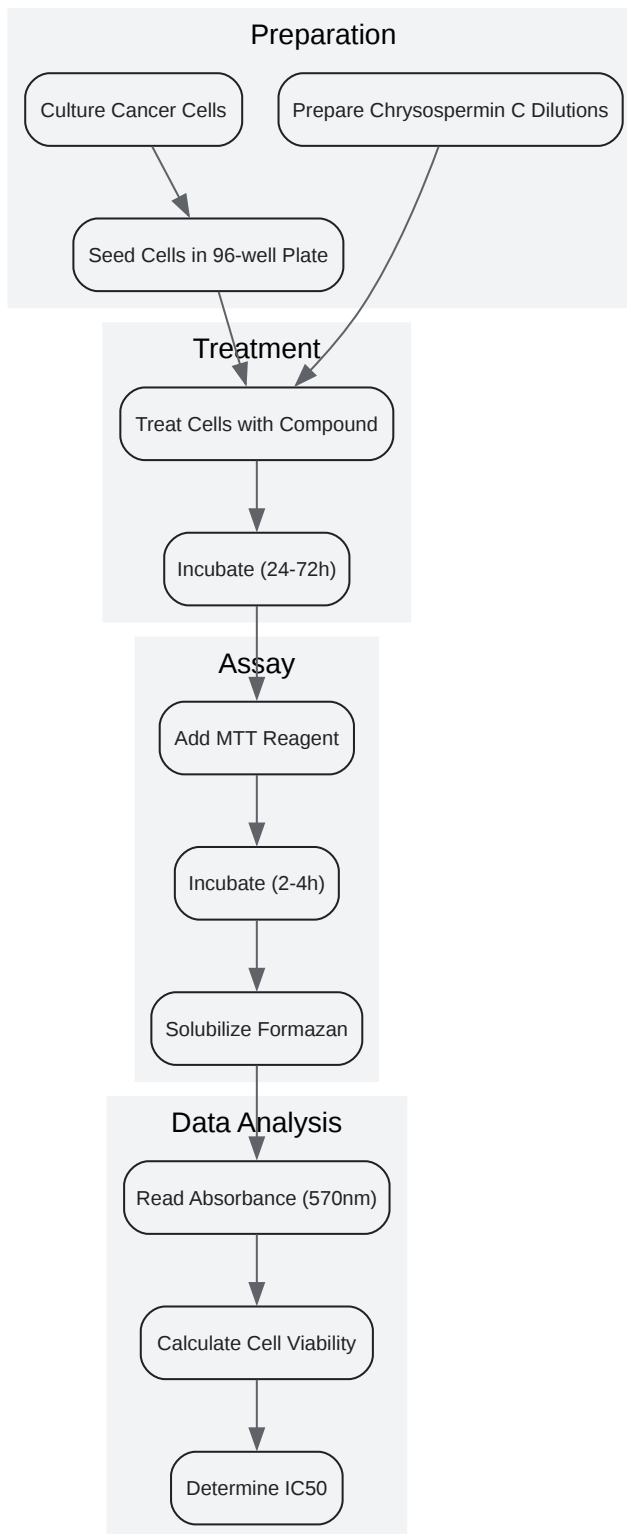 Preparation
Culture Cancer Cells
Prepare Chrysospermin C Dilutions
Seed Cells in 96-well Plate
Treatment
Treat Cells with Compound
Incubate (24-72h)
Assay
Add MTT Reagent
Incubate (2-4h)
Solubilize Formazan
Data Analysis
Read Absorbance (570nm)
Calculate Cell Viability
Determine IC50